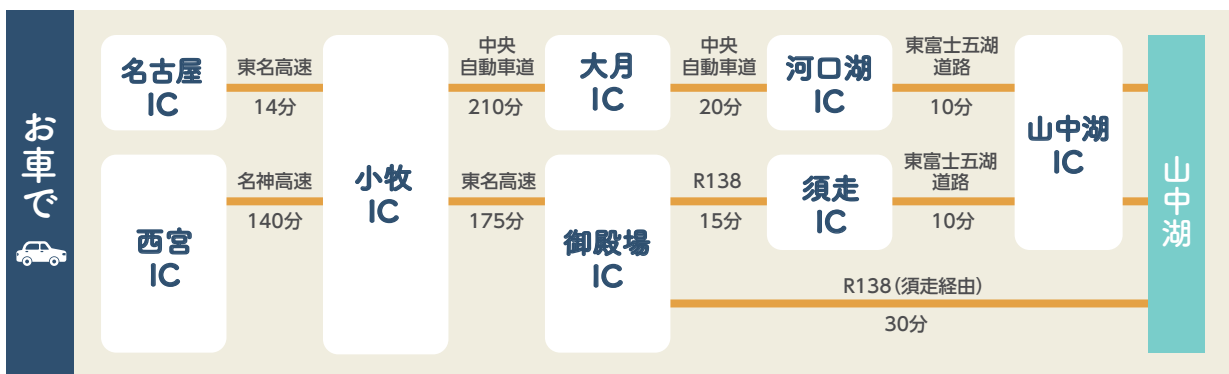 お車で
名古屋
IC
東名高速
14分
西宮
IC
名神高速
140分
小牧
IC
中央
自動車道
210分
大月
IC
中央
自動車道
20分
河口湖
IC
東富士五湖
道路
10分
東名高速
175分
御殿場
IC
R138
15分
須走
IC
東富士五湖
道路
10分
山中湖
IC
R138(須走経由)
30分
山中湖